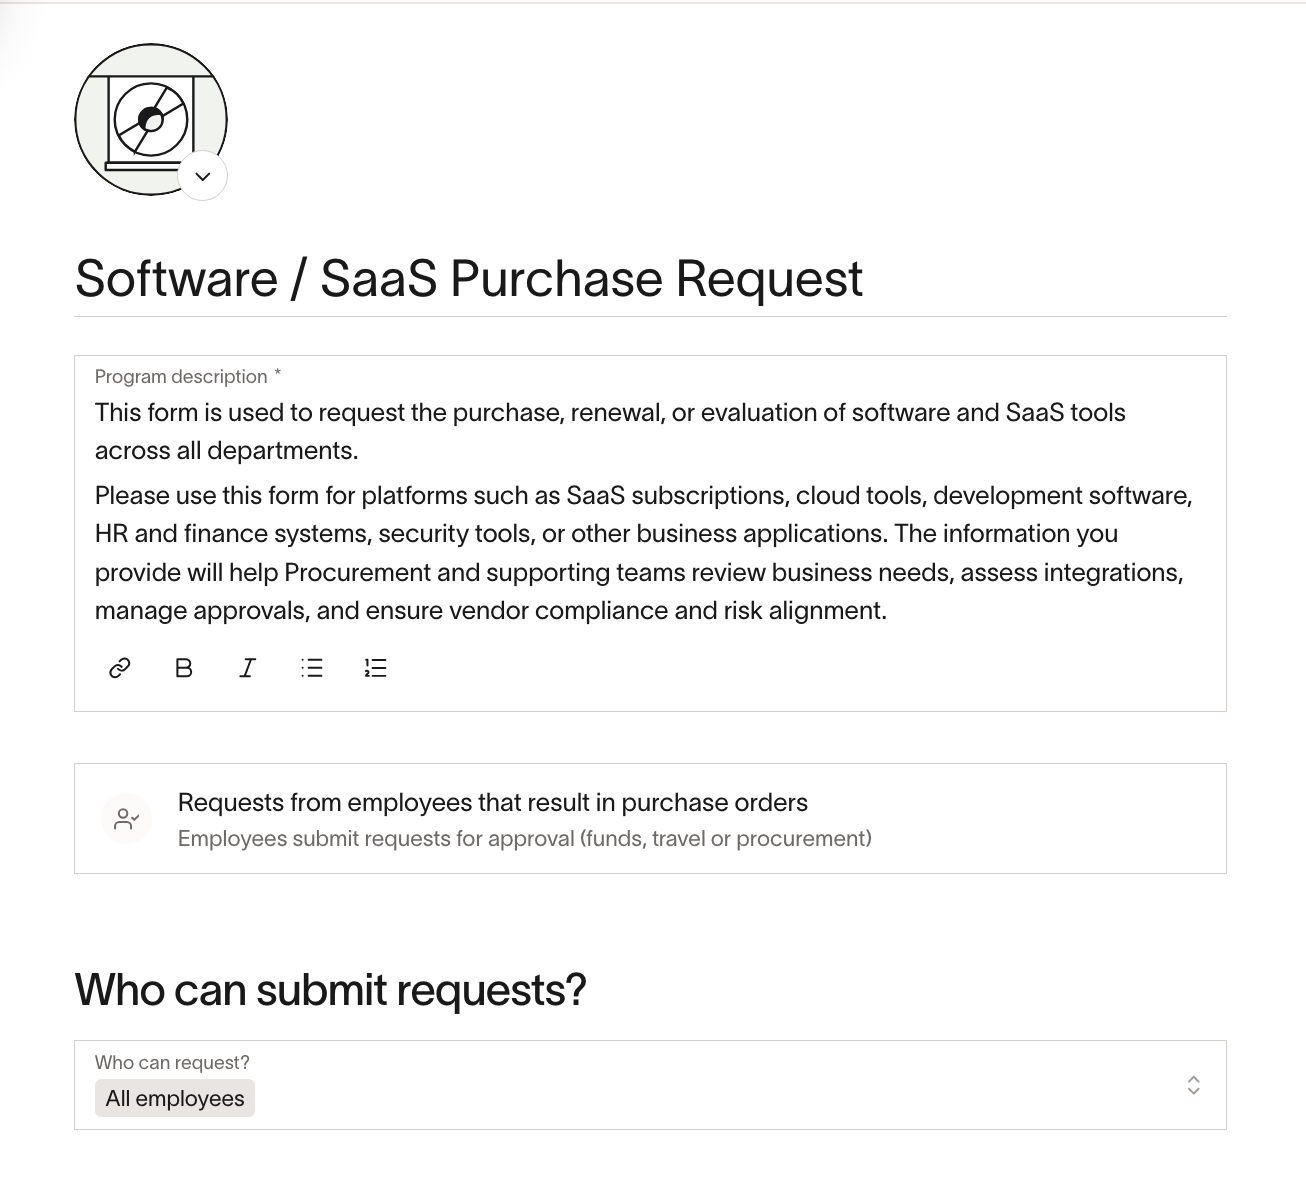 Software / SaaS Purchase Request
Program description *
This form is used to request the purchase, renewal, or evaluation of software and SaaS tools
across all departments.
Please use this form for platforms such as SaaS subscriptions, cloud tools, development software,
HR and finance systems, security tools, or other business applications. The information you
provide will help Procurement and supporting teams review business needs, assess integrations,
manage approvals, and ensure vendor compliance and risk alignment.
Requests from employees that result in purchase orders
Employees submit requests for approval (funds, travel or procurement)
Who can submit requests?
Who can request?
All employees